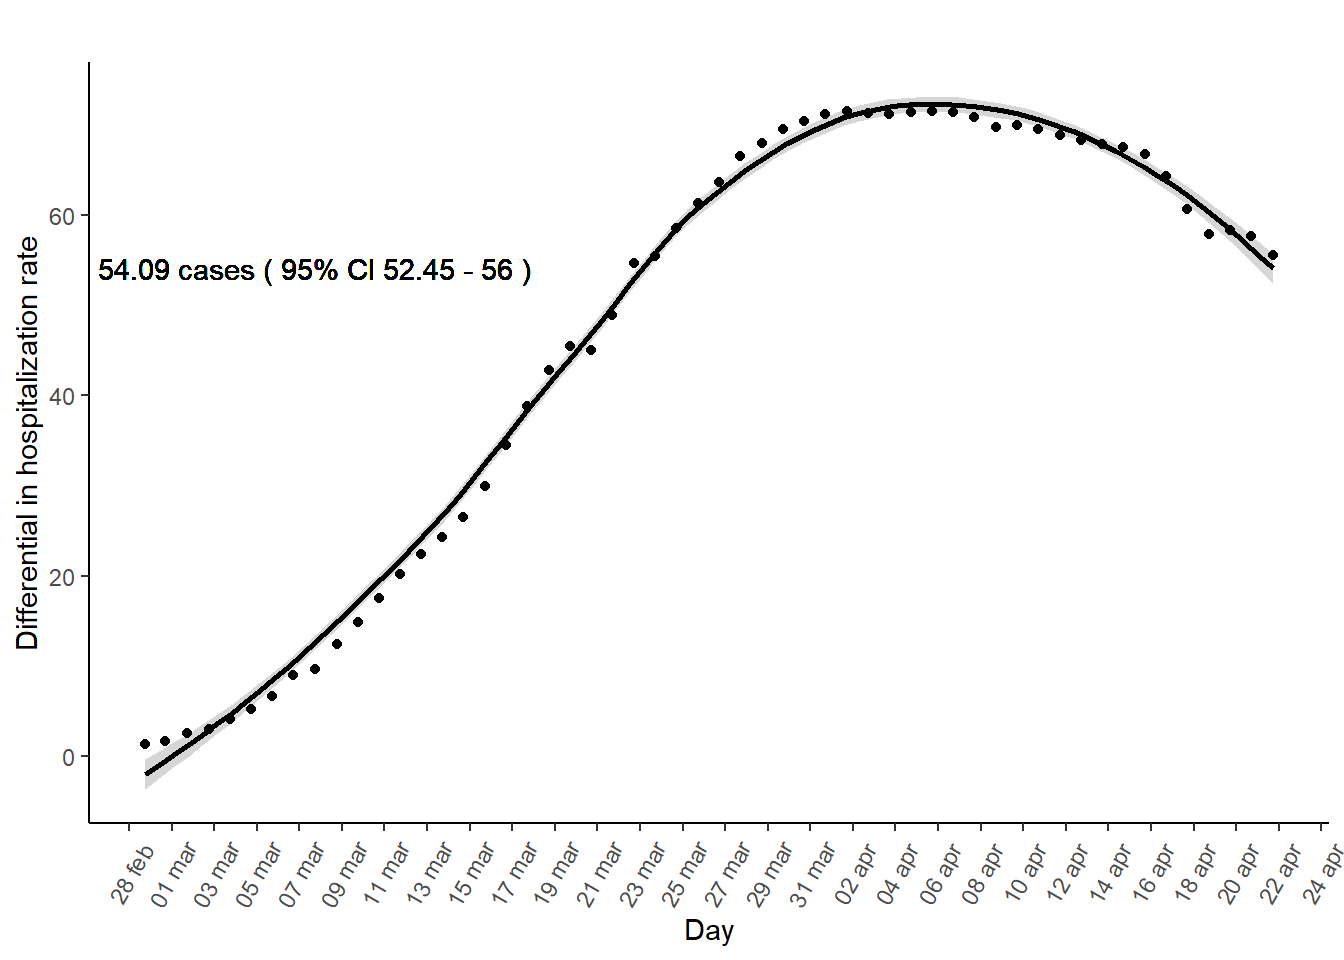 Differential in hospitalization rate
60
40
20
0
54.09 cases ( 95% CI 52.45 - 56 )
28 feb
01 mar
03 mar
05 mar
07 mar
09 mar
11 mar
13 mar
15 mar
17 mar
19 mar
21 mar
23 mar
25 mar
27 mar
29 mar
31 mar
02 apr
04 apr
06 apr
08 apr
10 apr
12 apr
14 apr
16 apr
18 apr
20 apr
22 apr
24 apr
Day